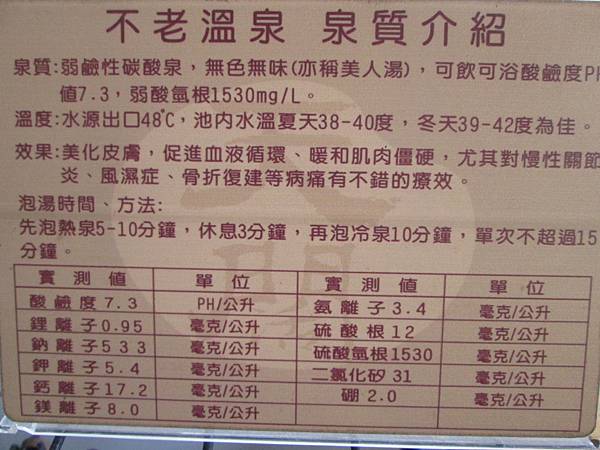 不老溫泉 泉質介紹
泉質:弱鹼性碳酸泉，無色無味(亦稱美人湯)，可飲可浴酸鹼度PH
值7.3，弱酸氫根1530mg/L。
溫度:水源出口48℃，池內水溫夏天38-40度，冬天39-42度為佳。
效果:美化皮膚，促進血液循環、暖和肌肉僵硬，尤其對慢性關節
炎、風濕症、骨折復建等病痛有不錯的療效。
泡湯時間、方法:
先泡熱泉5-10分鐘，休息3分鐘，再泡冷泉10分鐘，單次不超過15
分鐘。
實測值 單位 實測值 單位
酸鹼度7.3 PH/公升 氨離子3.4 毫克/公升
鋰離子0.95 毫克/公升 硫酸根12 毫克/公升
鈉離子533 毫克/公升 硫酸氫根1530 毫克/公升
鉀離子5.4 毫克/公升 二氯化矽31 毫克/公升
鈣離子17.2 毫克/公升 硼2.0 毫克/公升
鎂離子8.0 毫克/公升